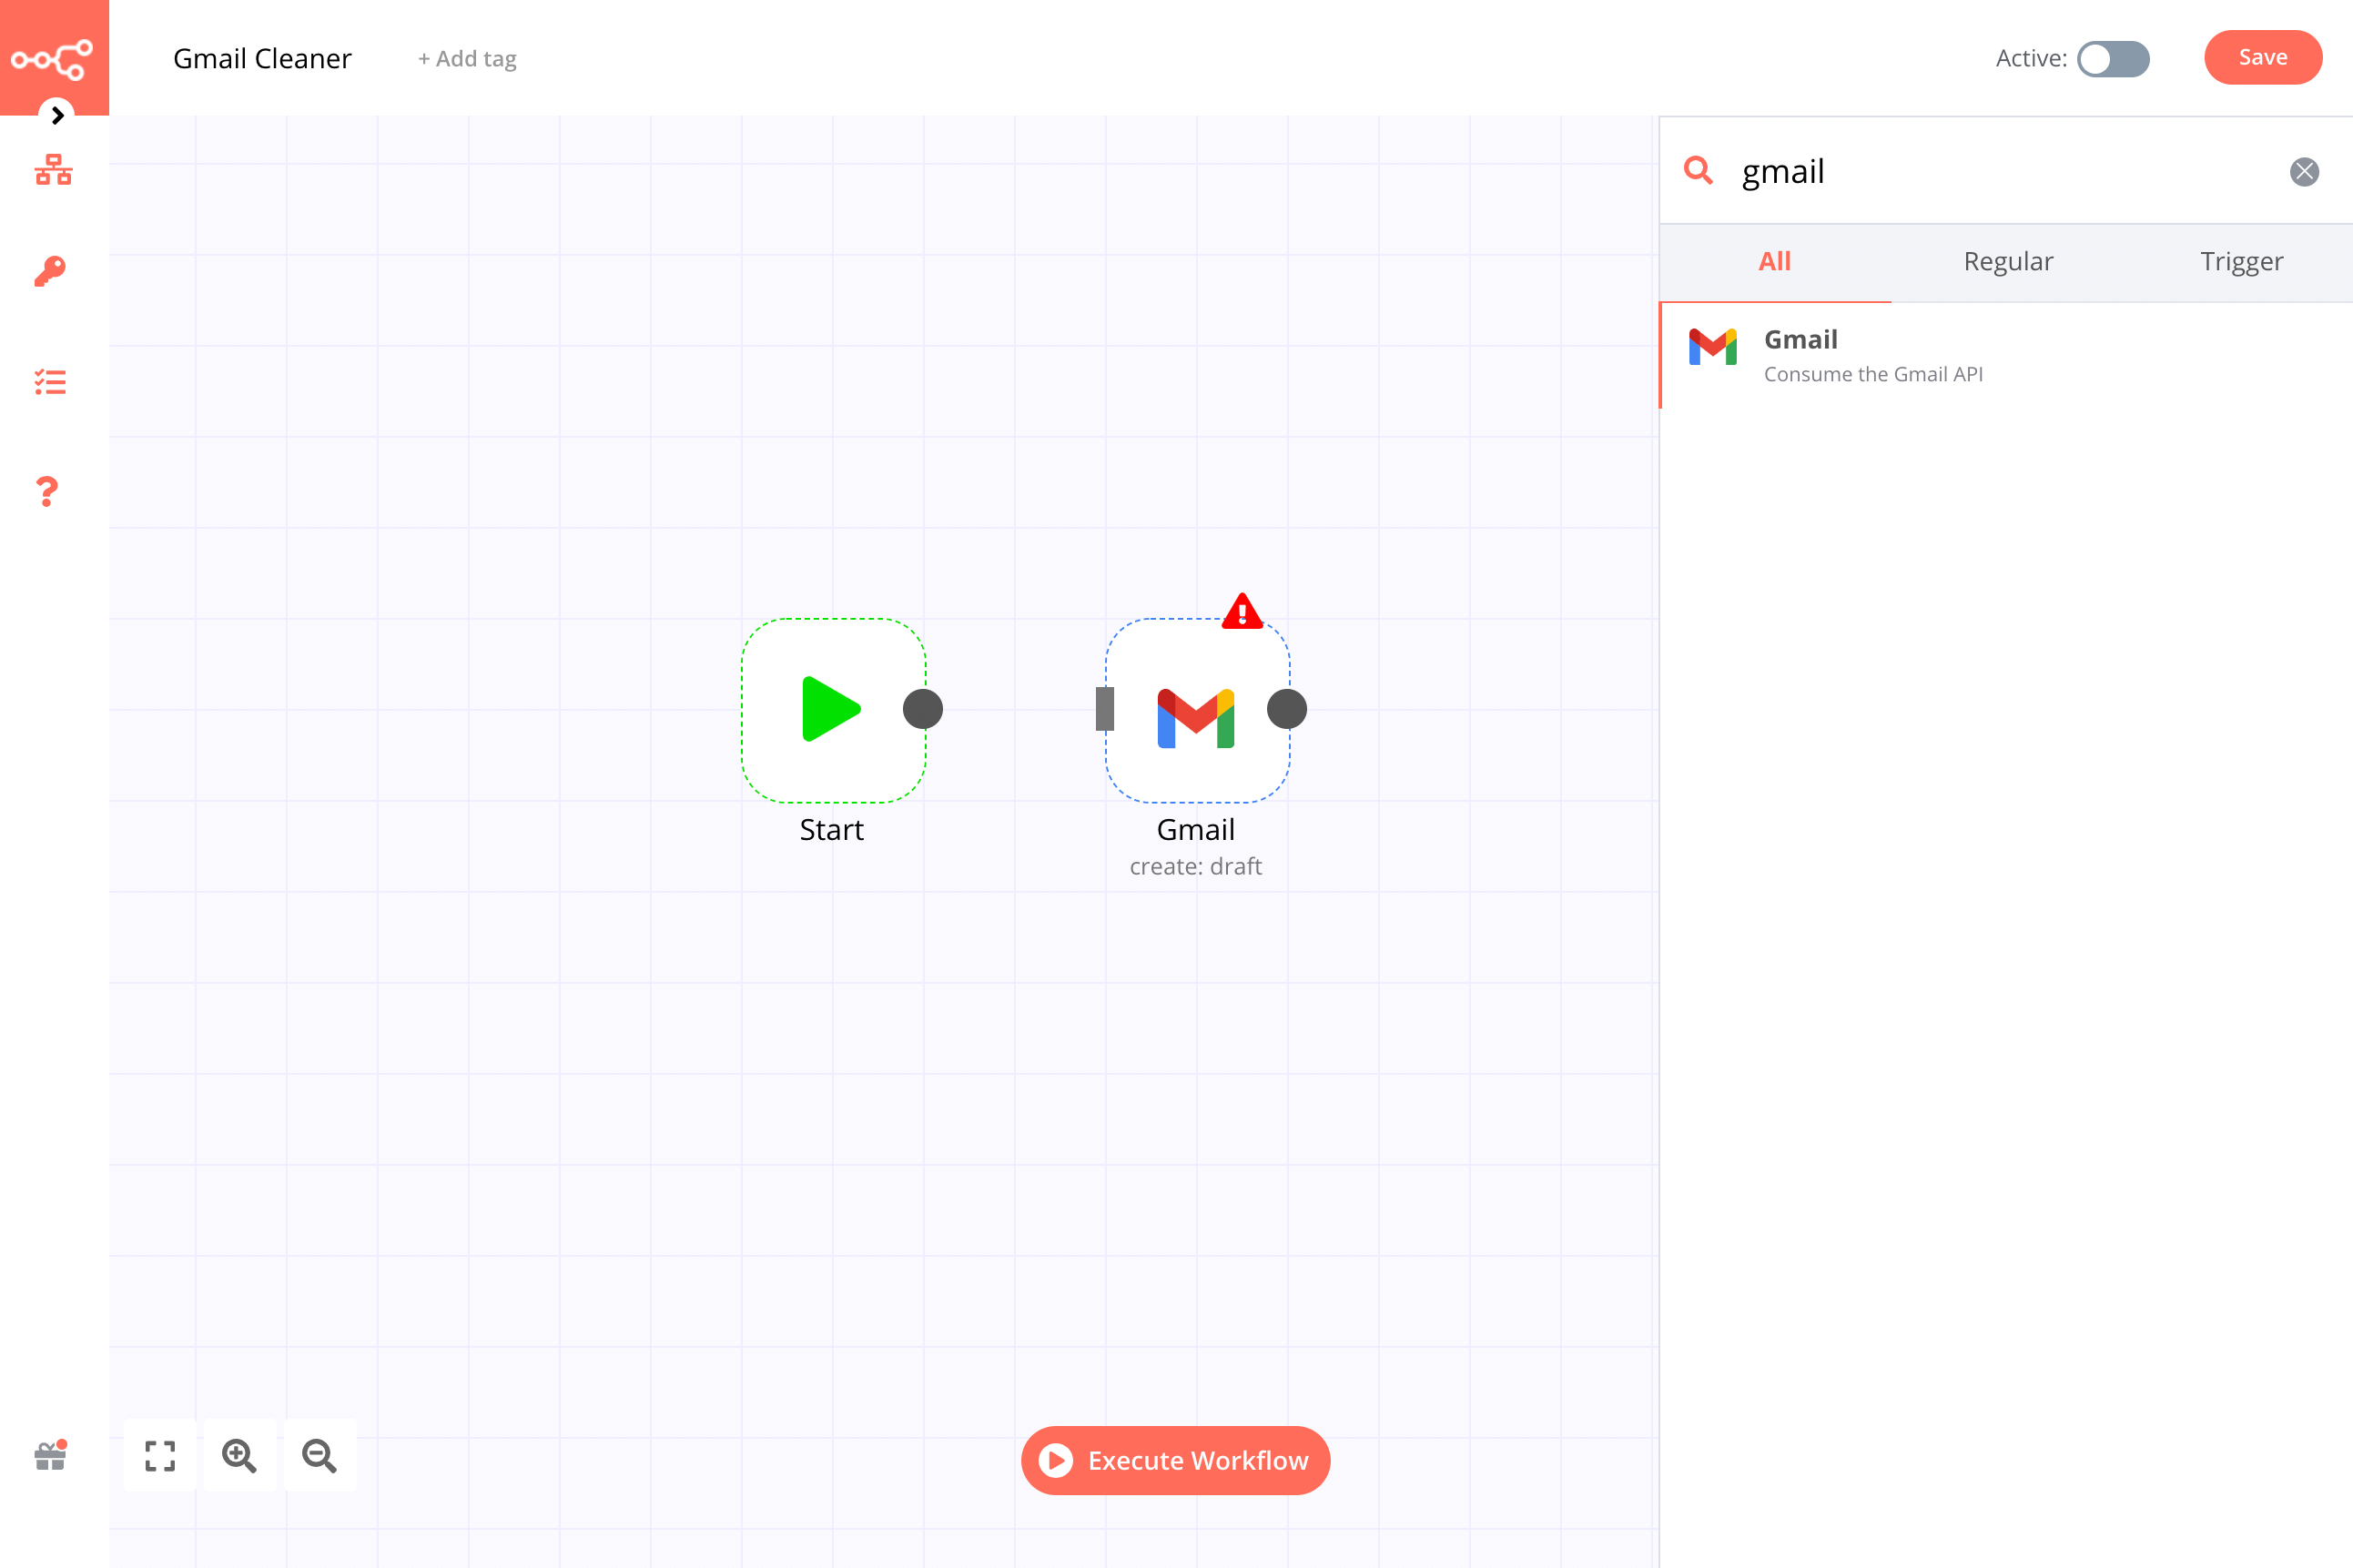 Gmail Cleaner
+ Add tag
Active:
Save
gmail
All
Regular
Trigger
Gmail
Consume the Gmail API
Start
Gmail
create: draft
Execute Workflow